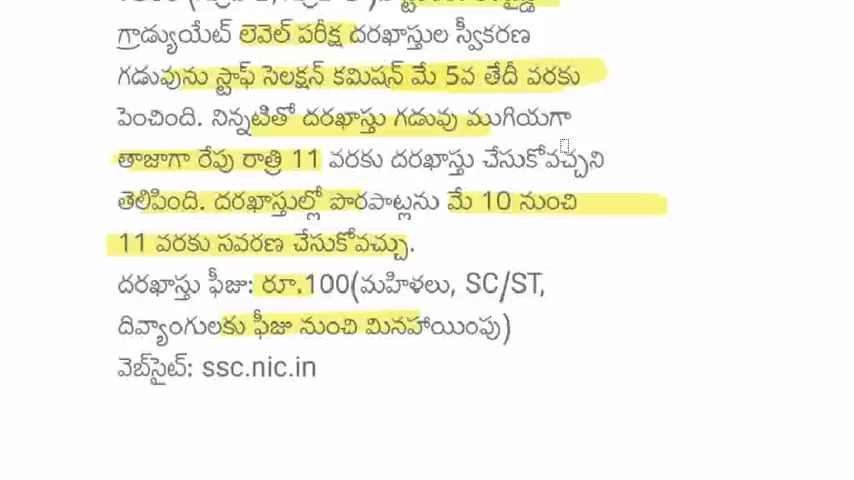 గ్రాడ్యుయేట్ లెవెల్ పరీక్ష దరఖాస్తుల స్వీకరణ
గడువును స్టాఫ్ సెలక్షన్ కమిషన్ మే 5వ తేదీ వరకు
పెంచింది. నిన్నటితో దరఖాస్తు గడువు ముగియగా
తాజాగా రేపు రాత్రి 11 వరకు దరఖాస్తు చేసుకోవచ్చని
తెలిపింది. దరఖాస్తుల్లో పొరపాట్లను మే 10 నుంచి
11 వరకు సవరణ చేసుకోవచ్చు.
దరఖాస్తు ఫీజు: రూ.100(మహిళలు, SC/ST,
దివ్యాంగులకు ఫీజు నుంచి మినహాయింపు)
వెబ్‌సైట్: ssc.nic.in